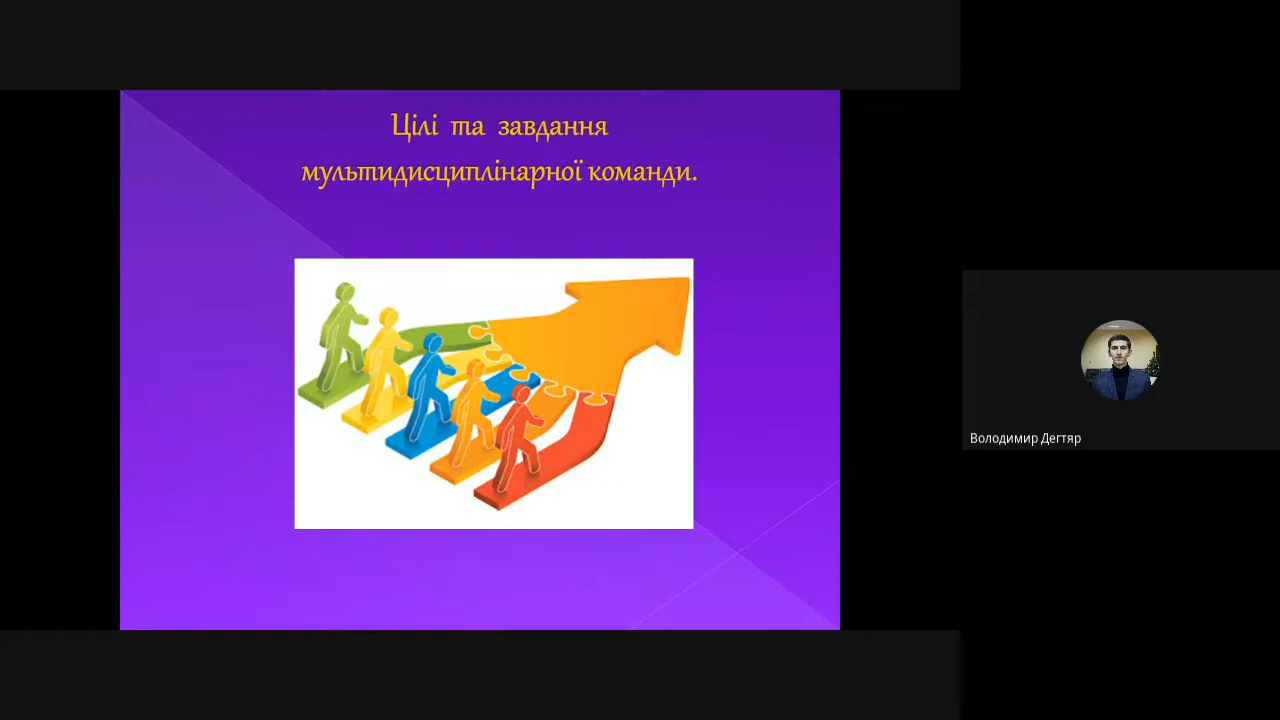 Цілі та завдання
мультидисциплінарної команди.
Володимир Дегтяр